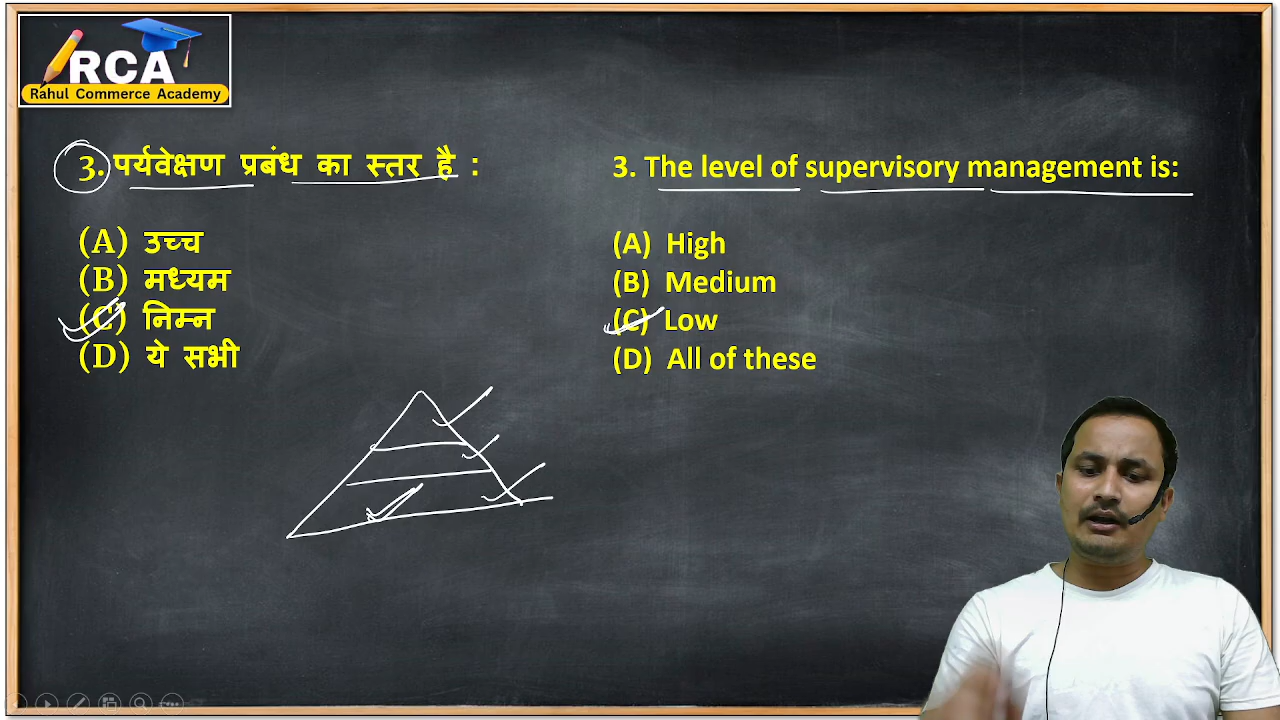 RCA
Rahul Commerce Academy
3. पर्यवेक्षण प्रबंध का स्तर है :
(A) उच्च
(B) मध्यम
(C) निम्न
(D) ये सभी
3. The level of supervisory management is:
(A) High
(B) Medium
(C) Low
(D) All of these